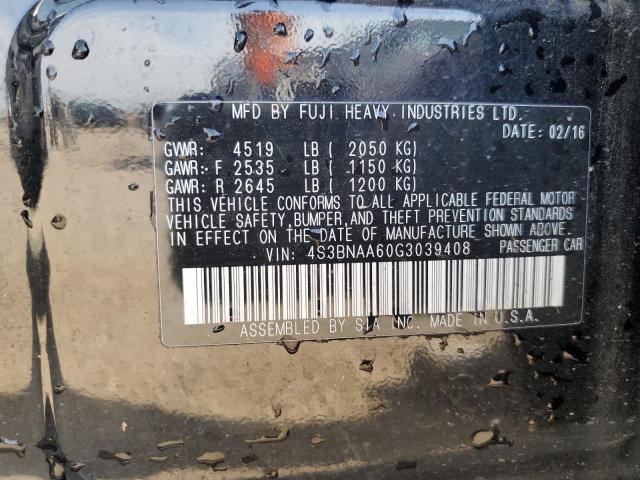 MFD BY FUJI HEAVY INDUSTRIES LTD.
DATE: 02/16
GVWR: 4519 LB ( 2050 KG)
GAWR: F 2535 LB ( 1150 KG)
GAWR: R 2645 LB ( 1200 KG)
THIS VEHICLE CONFORMS TO ALL APPLICABLE FEDERAL MOTOR
VEHICLE SAFETY, BUMPER, AND THEFT PREVENTION STANDARDS
IN EFFECT ON THE DATE OF MANUFACTURE SHOWN ABOVE.
VIN: 4S3BNAA60G3039408 PASSENGER CAR
ASSEMBLED BY SIA INC. MADE IN U.S.A.